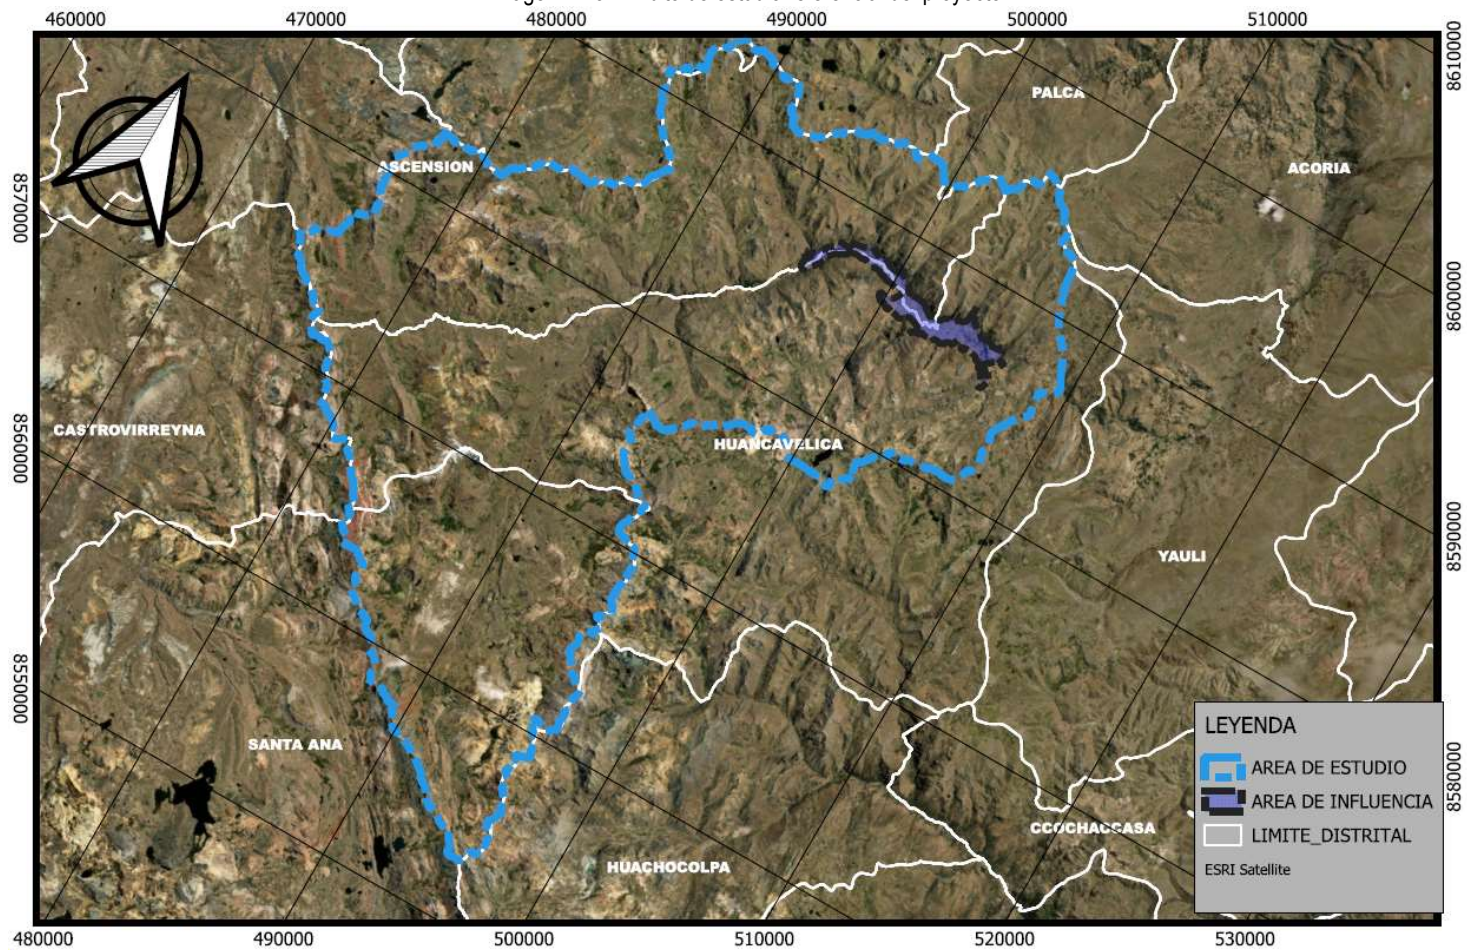 460000 470000 480000 490000 500000 510000
8610000
PALCA
ASCENSION
ACORIA
8570000
8600000
CASTROVIRREYNA
HUANCAVELICA
8560000
YAULI
8590000
8550000
SANTA ANA
LEYENDA
AREA DE ESTUDIO
AREA DE INFLUENCIA
LIMITE_DISTRITAL
ESRI Satellite
8580000
CCOCHACCASA
HUACHOCOLPA
480000 490000 500000 510000 520000 530000